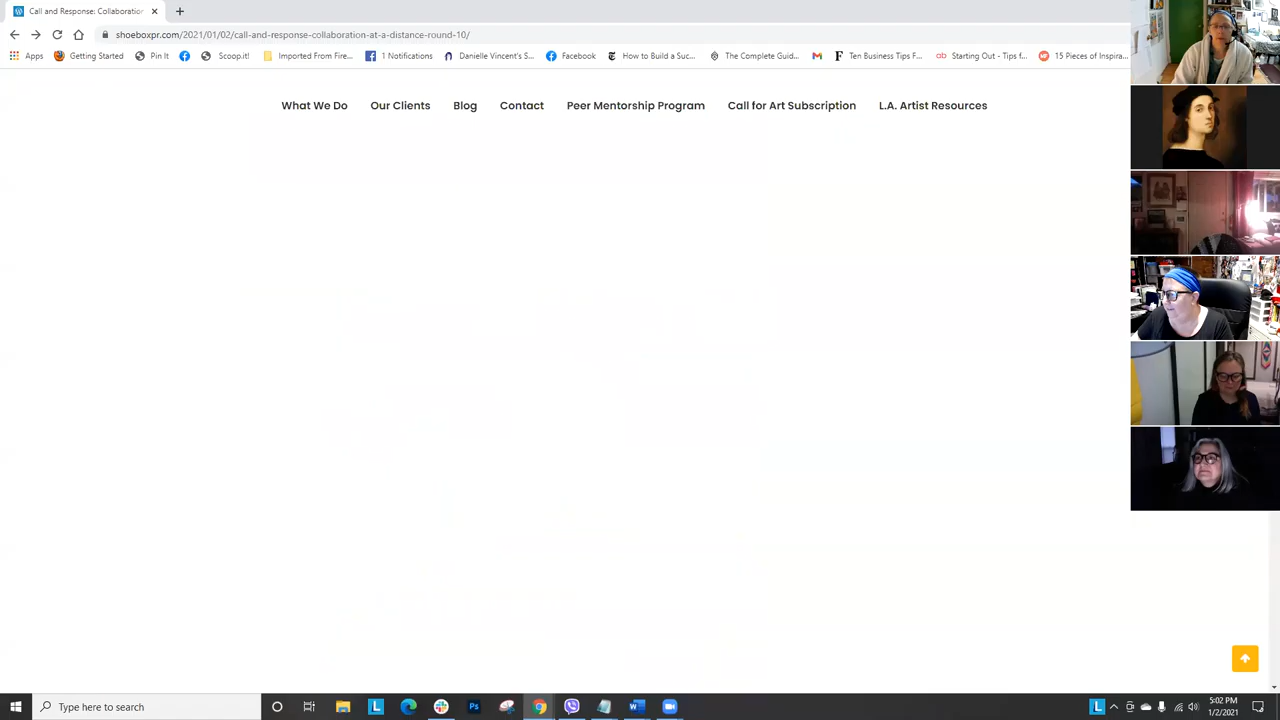 Call and Response: Collaboration
shoeboxpr.com/2021/01/02/call-and-response-collaboration-at-a-distance-round-10/
Apps Getting Started Pin It Scoop.it! Imported From Fire... 1 Notifications Danielle Vincent's S... Facebook How to Build a Suc... The Complete Guid... Ten Business Tips F... Starting Out - Tips f... 15 Pieces of Inspira...
What We Do Our Clients Blog Contact Peer Mentorship Program Call for Art Subscription L.A. Artist Resources
Type here to search
5:02 PM
1/2/2021